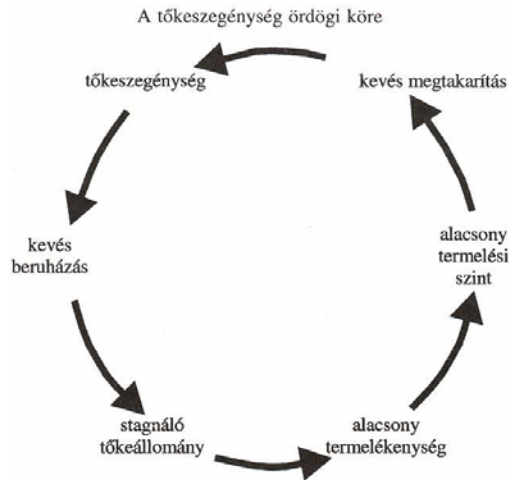 A tőkeszegénység ördögi köre
tőkeszegénység
kevés megtakarítás
kevés
beruházás
alacsony
termelési
szint
stagnáló
tőkeállomány
alacsony
termelékenység